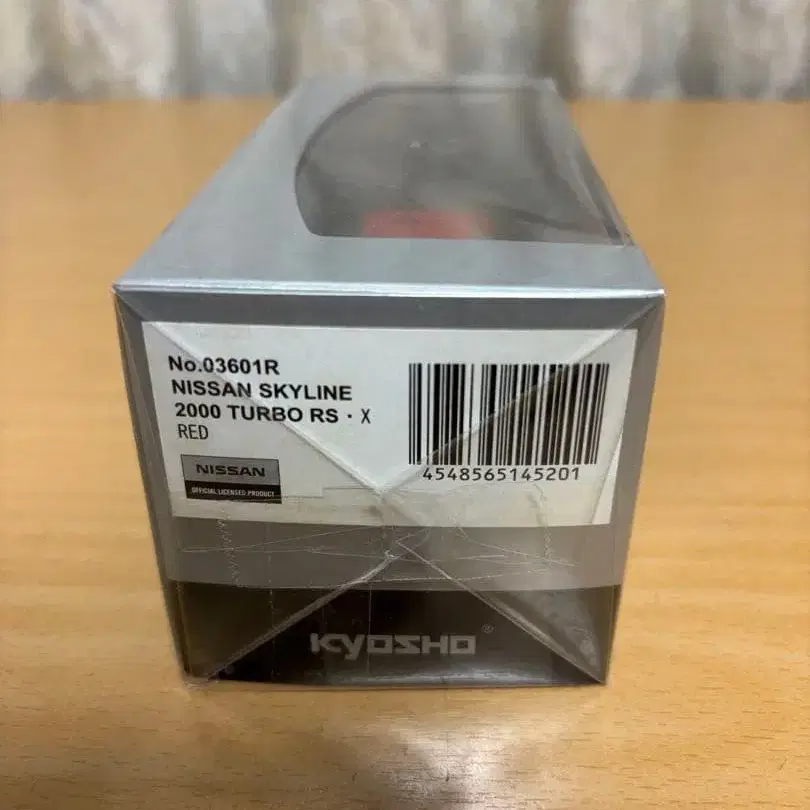 No.03601R
NISSAN SKYLINE
2000 TURBO RS・X
RED
NISSAN
OFFICIAL LICENSED PRODUCT
4548565145201
KYOSHO®